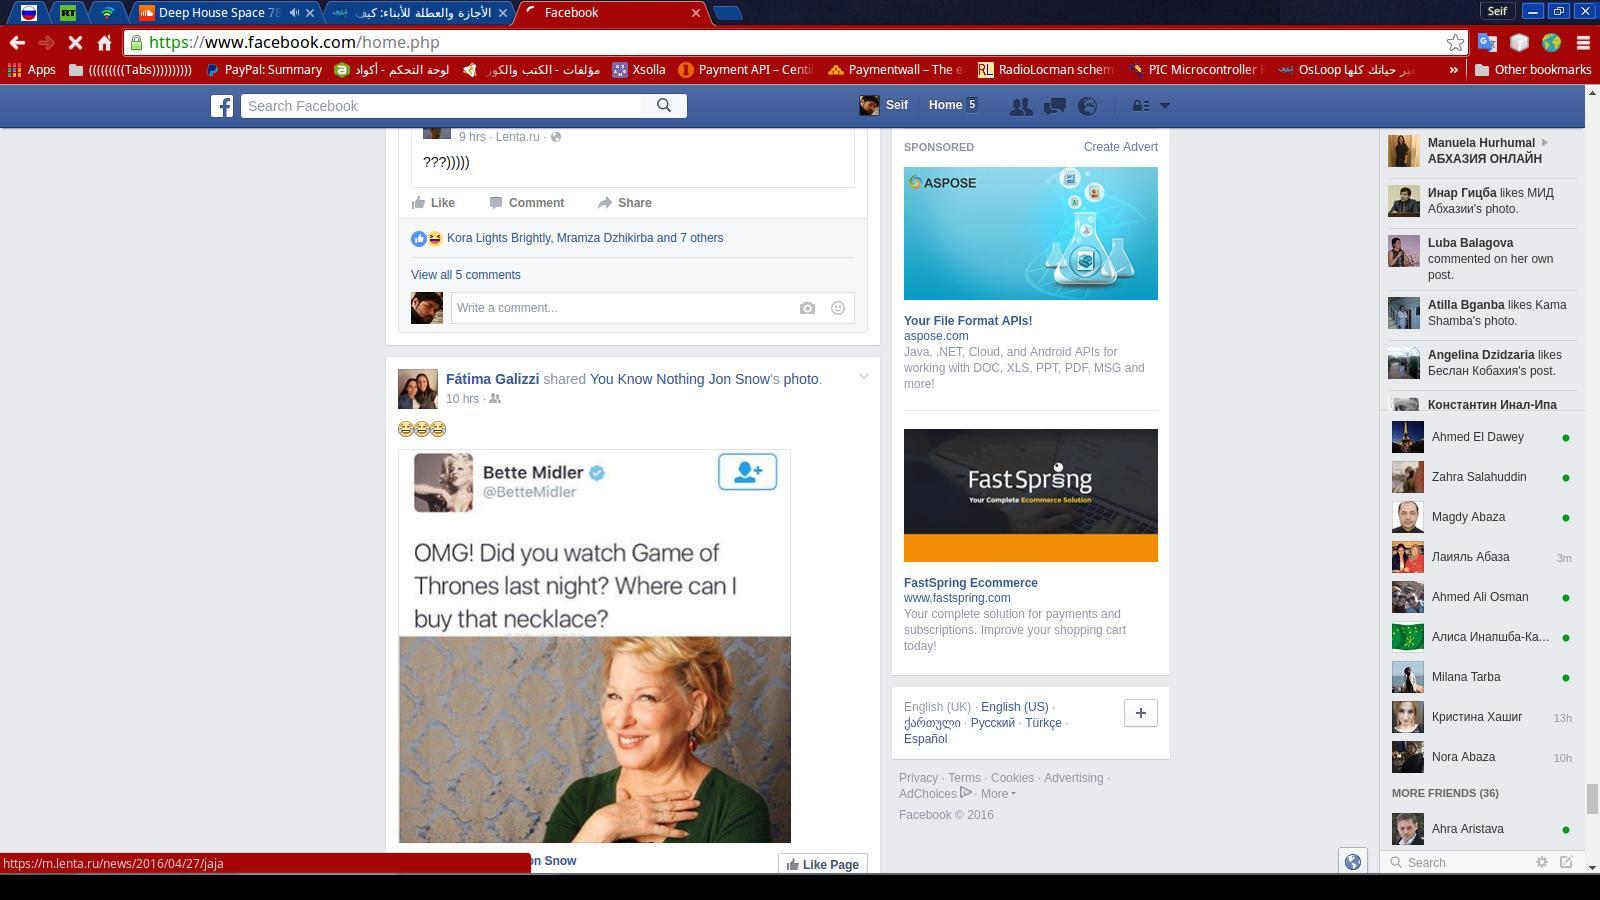 RT
Deep House Space 78
الأجازة والعطلة للأبناء: كيف
Facebook
Seif
https://www.facebook.com/home.php
Apps
(((((((((Tabs))))))))))
PayPal: Summary
لوحة التحكم - أكواد
مؤلفات - الكتب والكور
Xsolla
Payment API – Centi
Paymentwall – The e
RL RadioLocman schem
PIC Microcontroller F
OsLoop غير حياتك كلها
»
Other bookmarks
Search Facebook
Seif
Home 5
9 hrs · Lenta.ru ·
???)))))
Like
Comment
Share
Kora Lights Brightly, Mramza Dzhikirba and 7 others
View all 5 comments
Write a comment...
Fátima Galizzi shared You Know Nothing Jon Snow's photo.
10 hrs ·
Bette Midler
@BetteMidler
OMG! Did you watch Game of
Thrones last night? Where can I
buy that necklace?
on Snow
Like Page
https://m.lenta.ru/news/2016/04/27/jaja
SPONSORED
Create Advert
ASPOSE
Your File Format APIs!
aspose.com
Java, .NET, Cloud, and Android APIs for
working with DOC, XLS, PPT, PDF, MSG and
more!
FastSpring
Your Complete Ecommerce Solution
FastSpring Ecommerce
www.fastspring.com
Your complete solution for payments and
subscriptions. Improve your shopping cart
today!
English (UK) · English (US) ·
ქართული · Русский · Türkçe ·
Español
Privacy · Terms · Cookies · Advertising ·
AdChoices · More
Facebook © 2016
Manuela Hurhumal
АБХАЗИЯ ОНЛАЙН
Инар Гицба likes МИД
Абхазии's photo.
Luba Balagova
commented on her own
post.
Atilla Bganba likes Kama
Shamba's photo.
Angelina Dzidzaria likes
Беслан Кобахия's post.
Константин Инал-Ипа
Ahmed El Dawey
Zahra Salahuddin
Magdy Abaza
Лаияль Абаза 3m
Ahmed Ali Osman
Алиса Инапшба-Ка...
Milana Tarba
Кристина Хашиг 13h
Nora Abaza 10h
MORE FRIENDS (36)
Ahra Aristava
Search